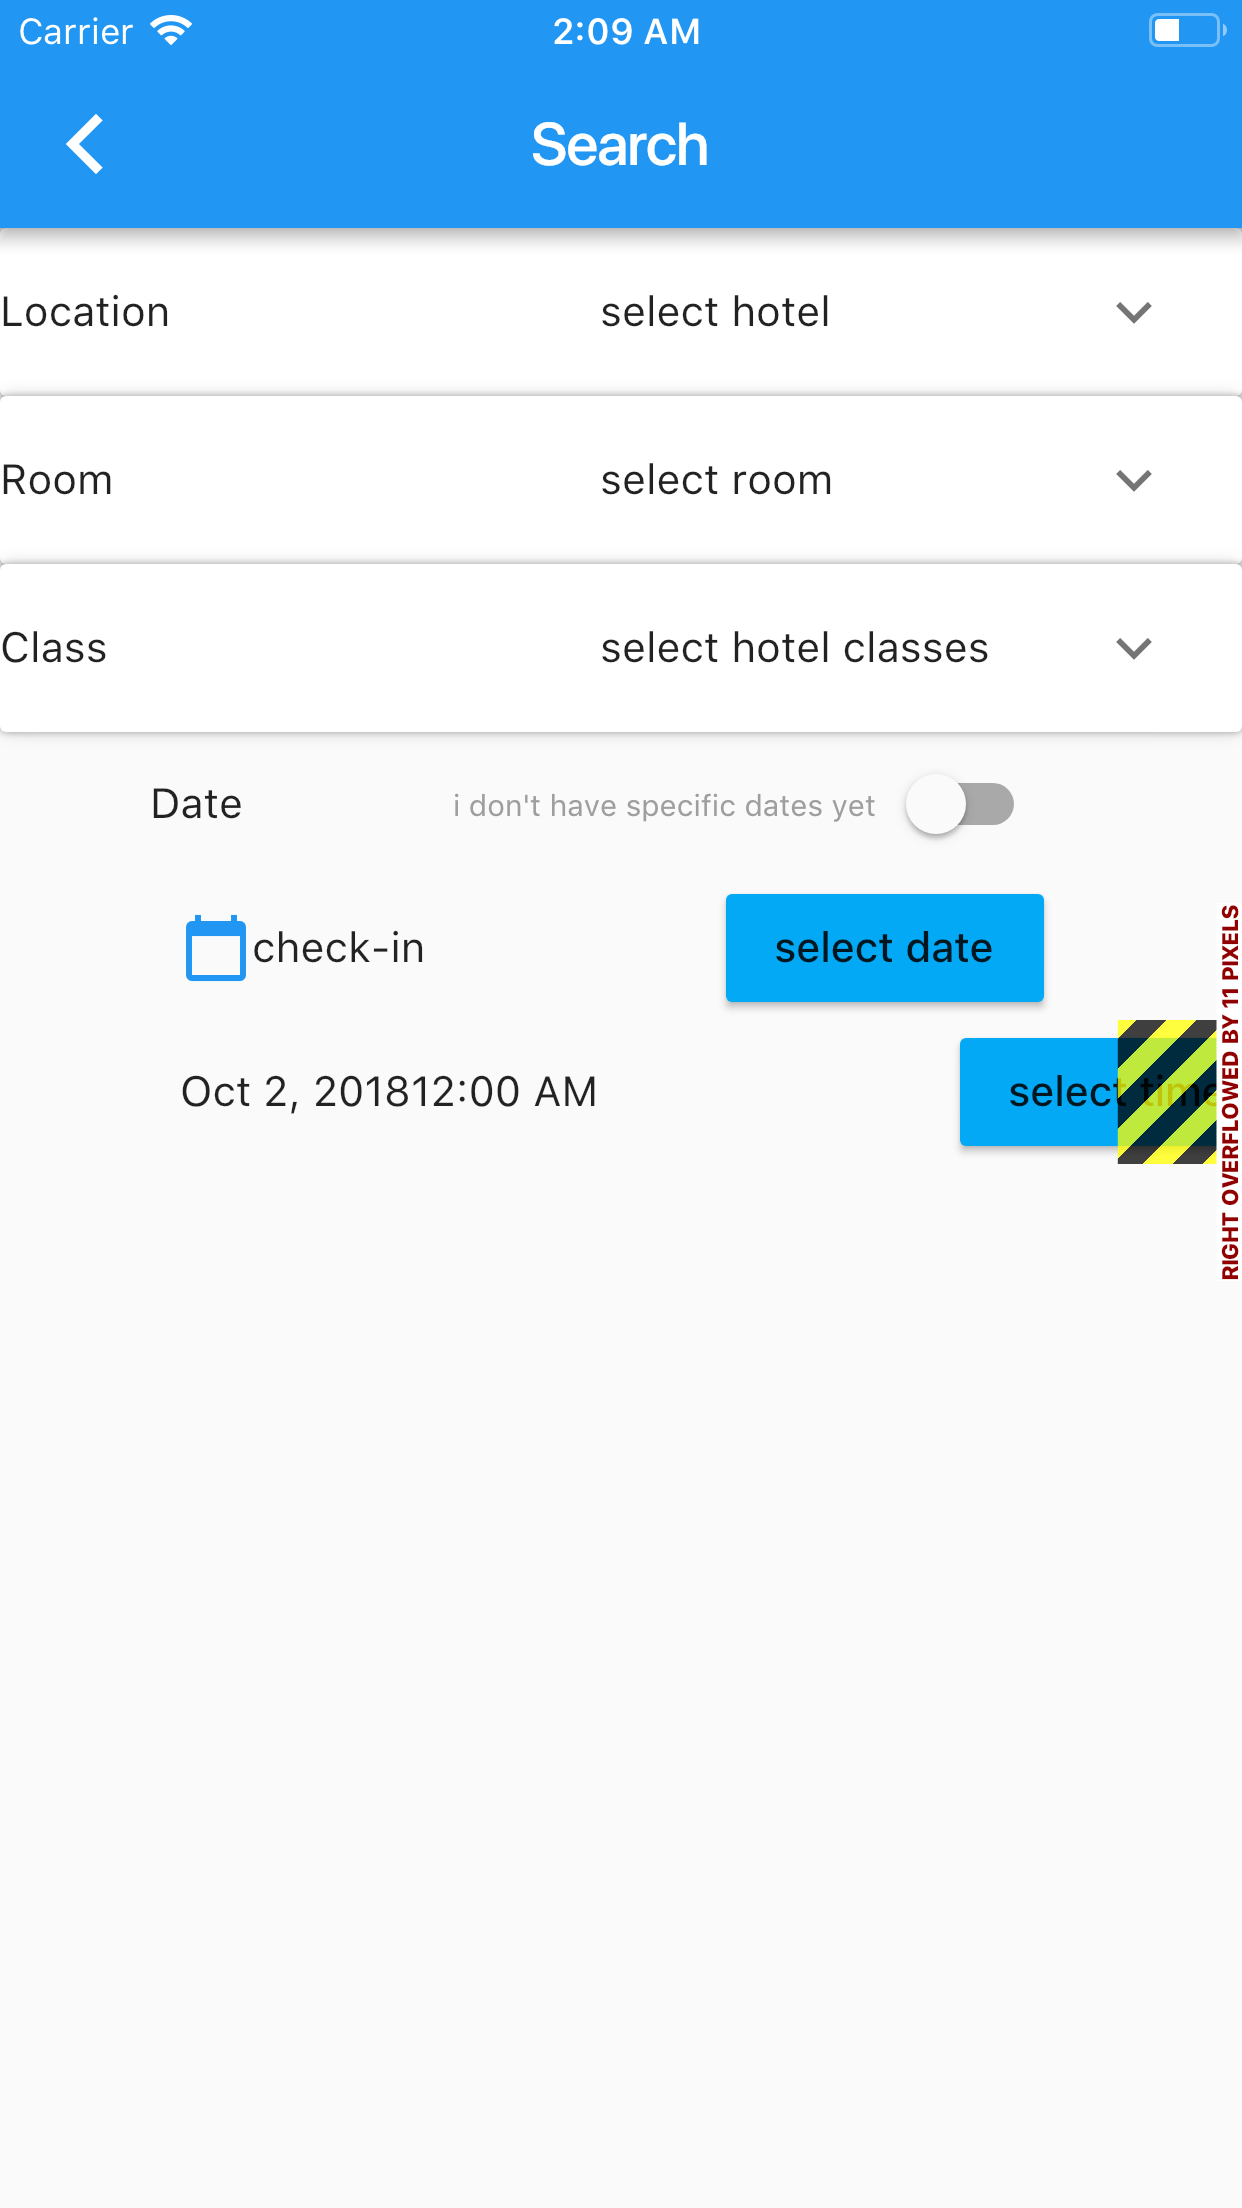 Carrier 2:09 AM
Search
Location select hotel
Room select room
Class select hotel classes
Date i don't have specific dates yet
check-in select date
Oct 2, 201812:00 AM select time
RIGHT OVERFLOWED BY 11 PIXELS